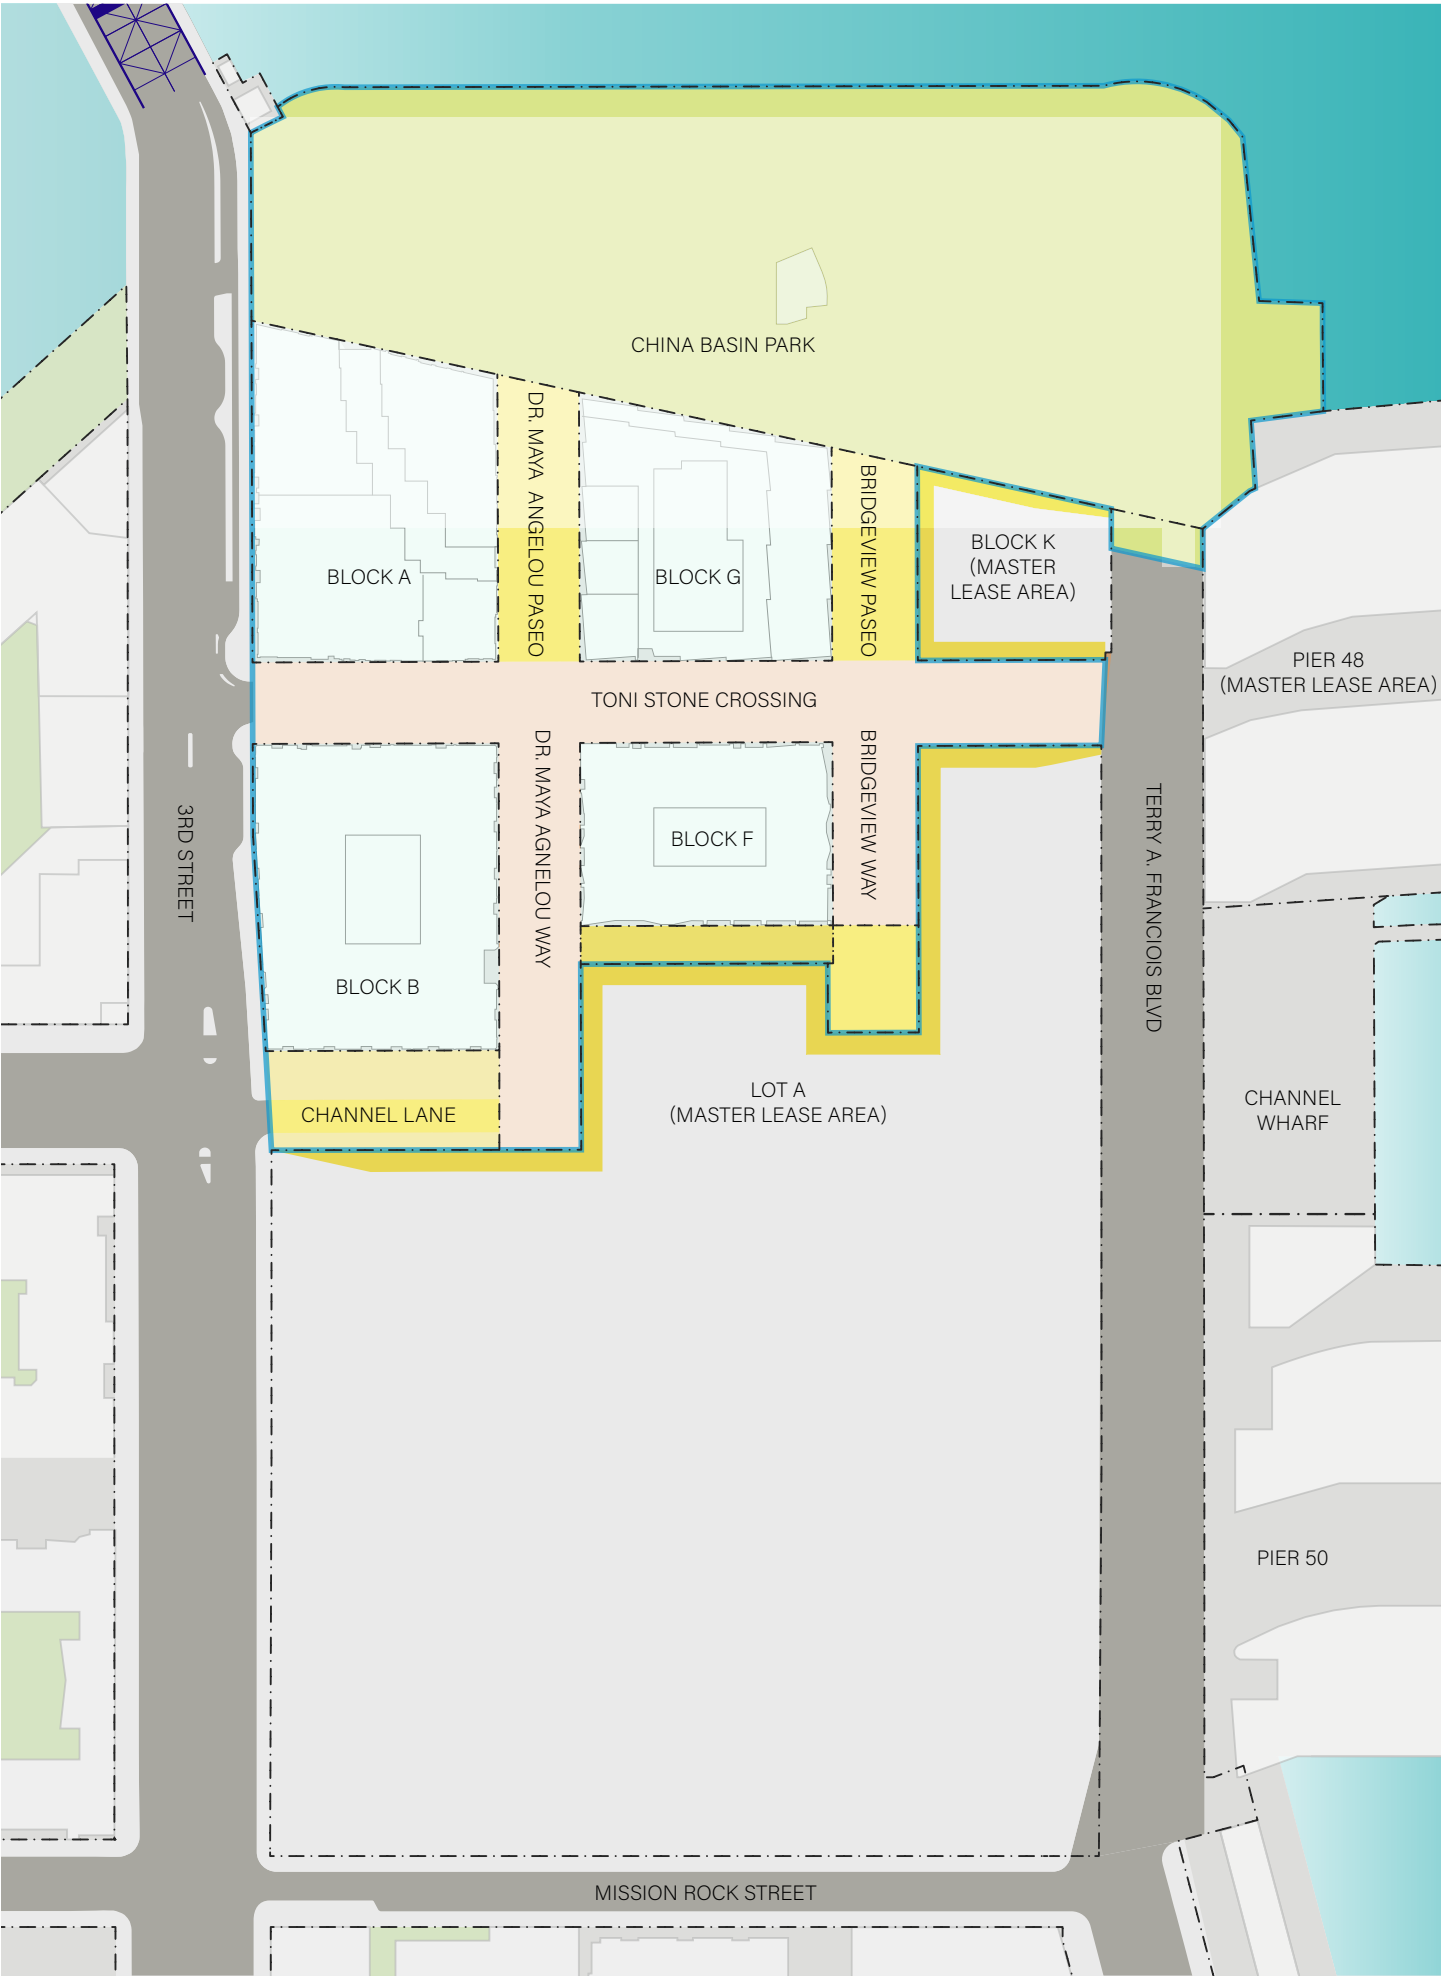 CHINA BASIN PARK
DR. MAYA ANGELOU PASEO
BRIDGEVIEW PASEO
BLOCK K
(MASTER
LEASE AREA)
BLOCK A
BLOCK G
PIER 48
(MASTER LEASE AREA)
TONI STONE CROSSING
3RD STREET
DR. MAYA AGNELOU WAY
BLOCK F
BRIDGEVIEW WAY
TERRY A. FRANCIOIS BLVD
BLOCK B
LOT A
(MASTER LEASE AREA)
CHANNEL LANE
CHANNEL
WHARF
PIER 50
MISSION ROCK STREET